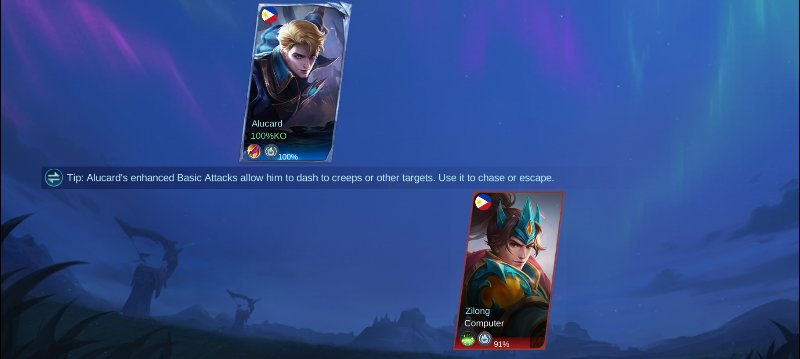 Alucard
100%KO
100%
Tip: Alucard's enhanced Basic Attacks allow him to dash to creeps or other targets. Use it to chase or escape.
Zilong
Computer
91%